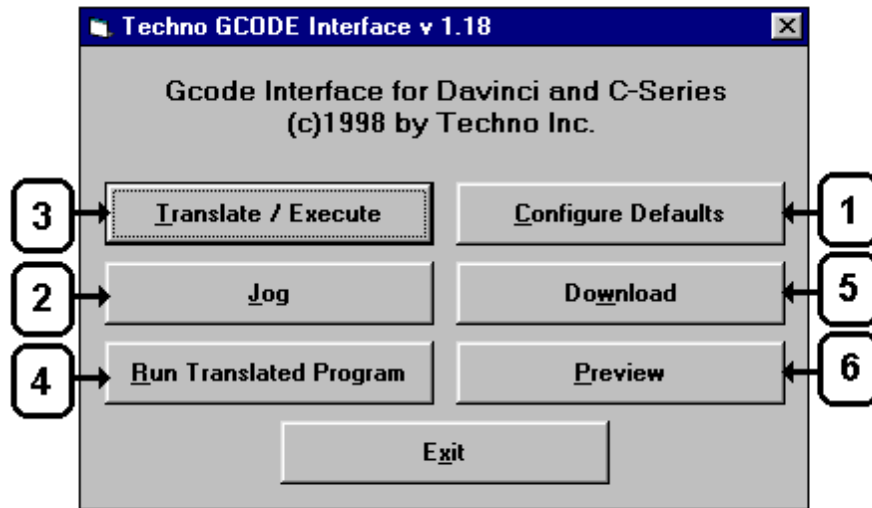 Techno GCODE Interface v 1.18
Gcode Interface for Davinci and C-Series
(c)1998 by Techno Inc.
3
Translate / Execute
Configure Defaults
1
2
Jog
Download
5
4
Run Translated Program
Preview
6
Exit